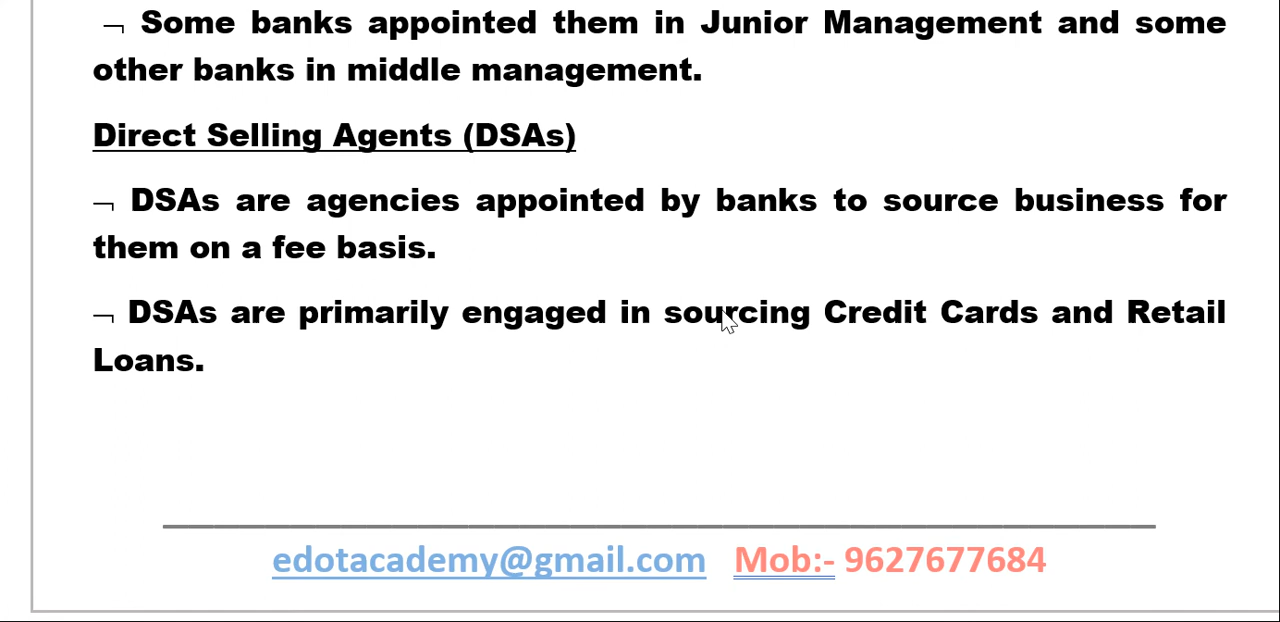 ¬ Some banks appointed them in Junior Management and some
other banks in middle management.
Direct Selling Agents (DSAs)
¬ DSAs are agencies appointed by banks to source business for
them on a fee basis.
¬ DSAs are primarily engaged in sourcing Credit Cards and Retail
Loans.
edotacademy@gmail.com Mob:- 9627677684